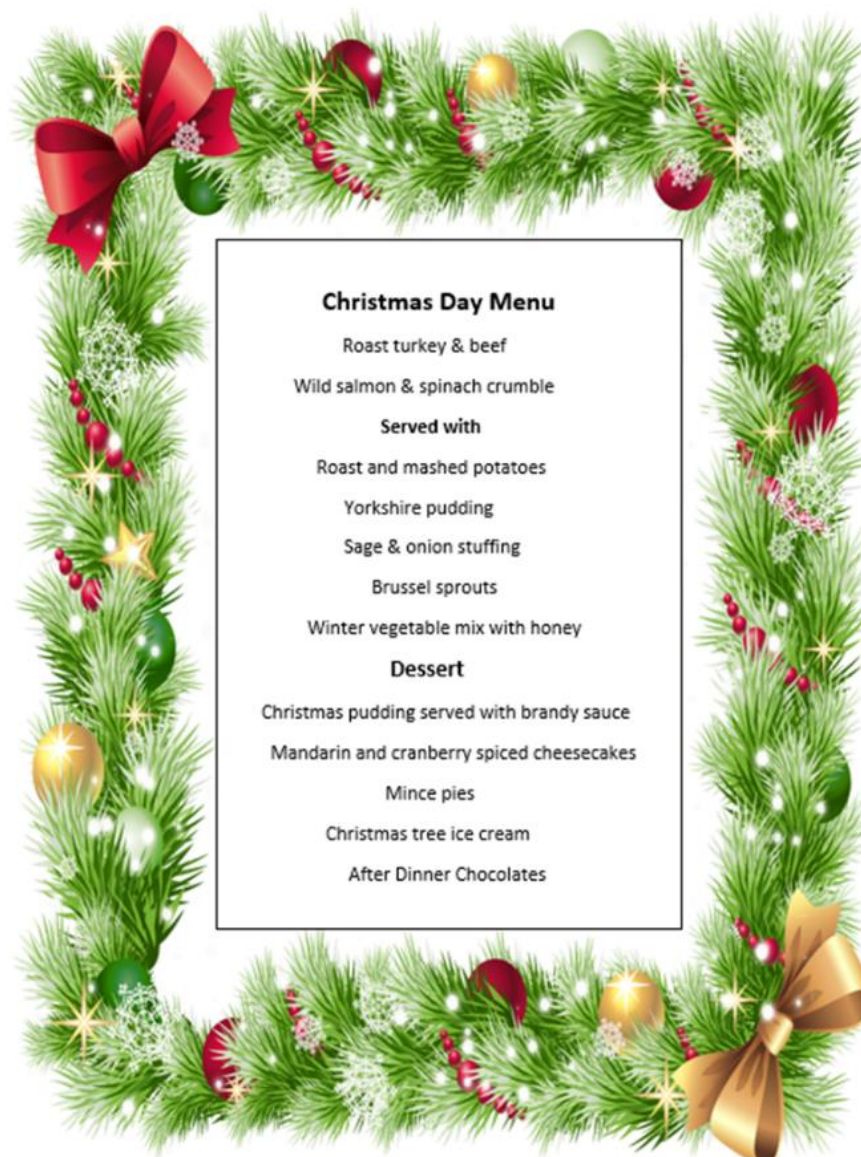 Christmas Day Menu
Roast turkey & beef
Wild salmon & spinach crumble
Served with
Roast and mashed potatoes
Yorkshire pudding
Sage & onion stuffing
Brussel sprouts
Winter vegetable mix with honey
Dessert
Christmas pudding served with brandy sauce
Mandarin and cranberry spiced cheesecakes
Mince pies
Christmas tree ice cream
After Dinner Chocolates